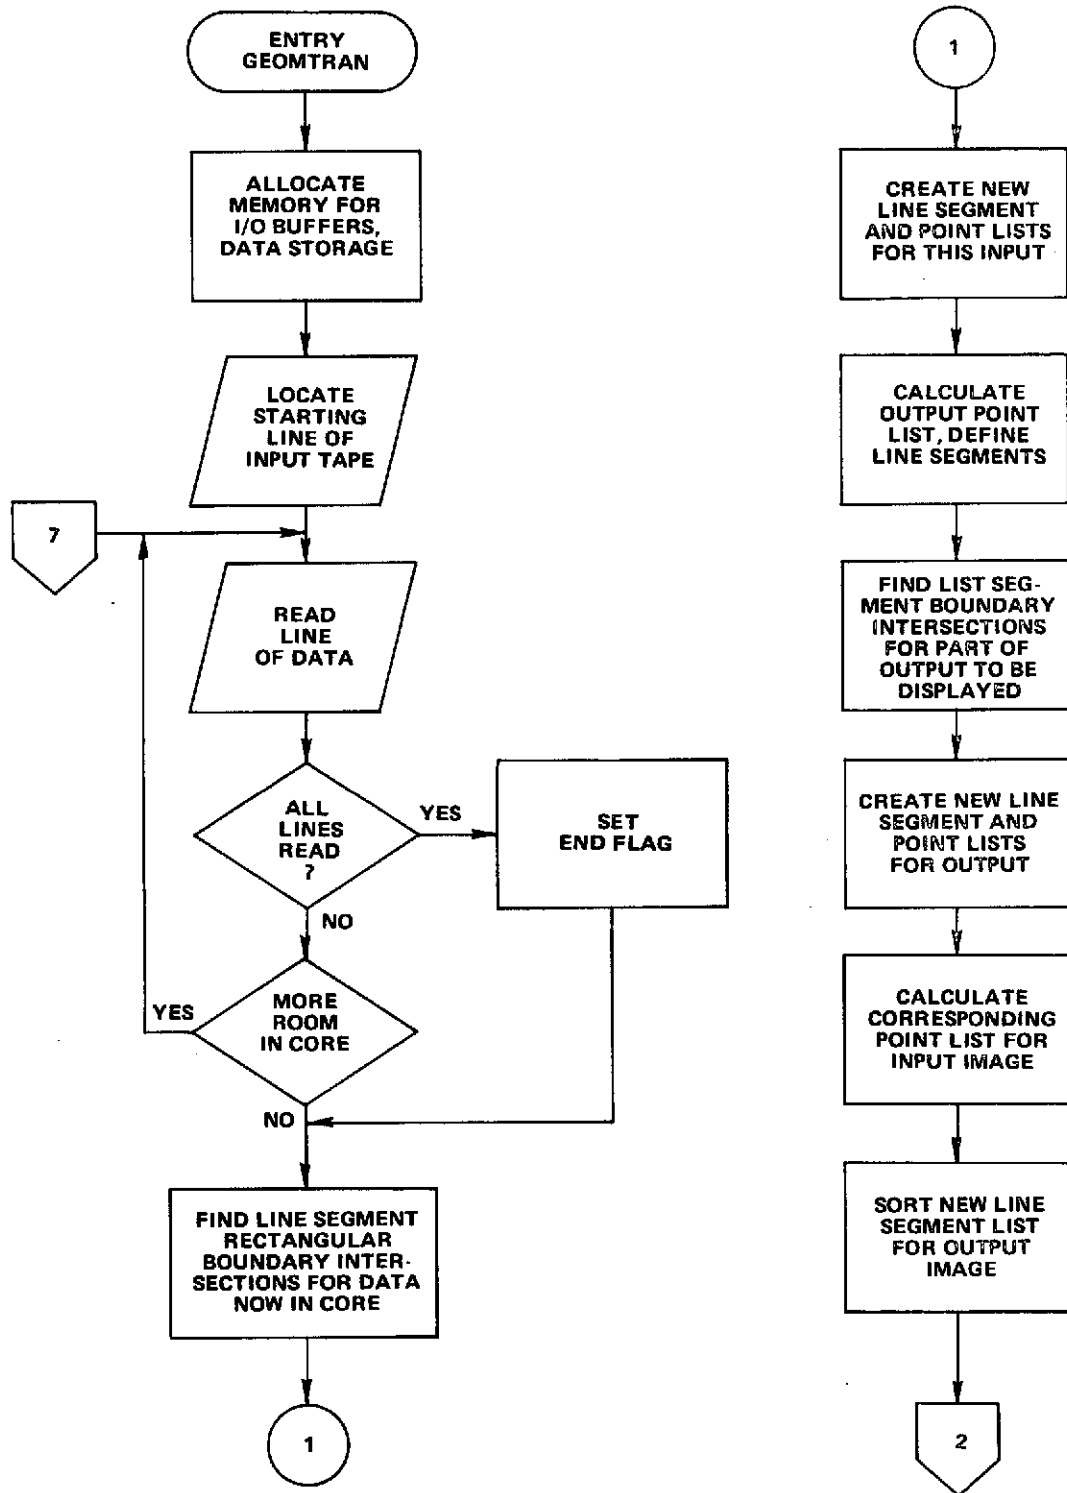 ENTRY
GEOMTRAN
ALLOCATE
MEMORY FOR
I/O BUFFERS,
DATA STORAGE
LOCATE
STARTING
LINE OF
INPUT TAPE
7
READ
LINE
OF DATA
ALL
LINES
READ
?
YES
SET
END FLAG
NO
MORE
ROOM
IN CORE
YES
NO
FIND LINE SEGMENT
RECTANGULAR
BOUNDARY INTER-
SECTIONS FOR DATA
NOW IN CORE
1
1
CREATE NEW
LINE SEGMENT
AND POINT LISTS
FOR THIS INPUT
CALCULATE
OUTPUT POINT
LIST, DEFINE
LINE SEGMENTS
FIND LIST SEG-
MENT BOUNDARY
INTERSECTIONS
FOR PART OF
OUTPUT TO BE
DISPLAYED
CREATE NEW LINE
SEGMENT AND
POINT LISTS
FOR OUTPUT
CALCULATE
CORRESPONDING
POINT LIST FOR
INPUT IMAGE
SORT NEW LINE
SEGMENT LIST
FOR OUTPUT
IMAGE
2